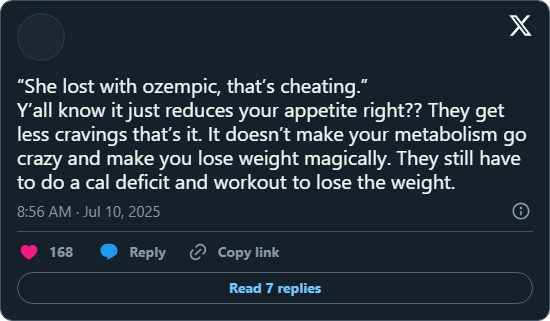 “She lost with ozempic, that’s cheating.”
Y’all know it just reduces your appetite right?? They get
less cravings that’s it. It doesn’t make your metabolism go
crazy and make you lose weight magically. They still have
to do a cal deficit and workout to lose the weight.
8:56 AM · Jul 10, 2025
168 Reply Copy link
Read 7 replies